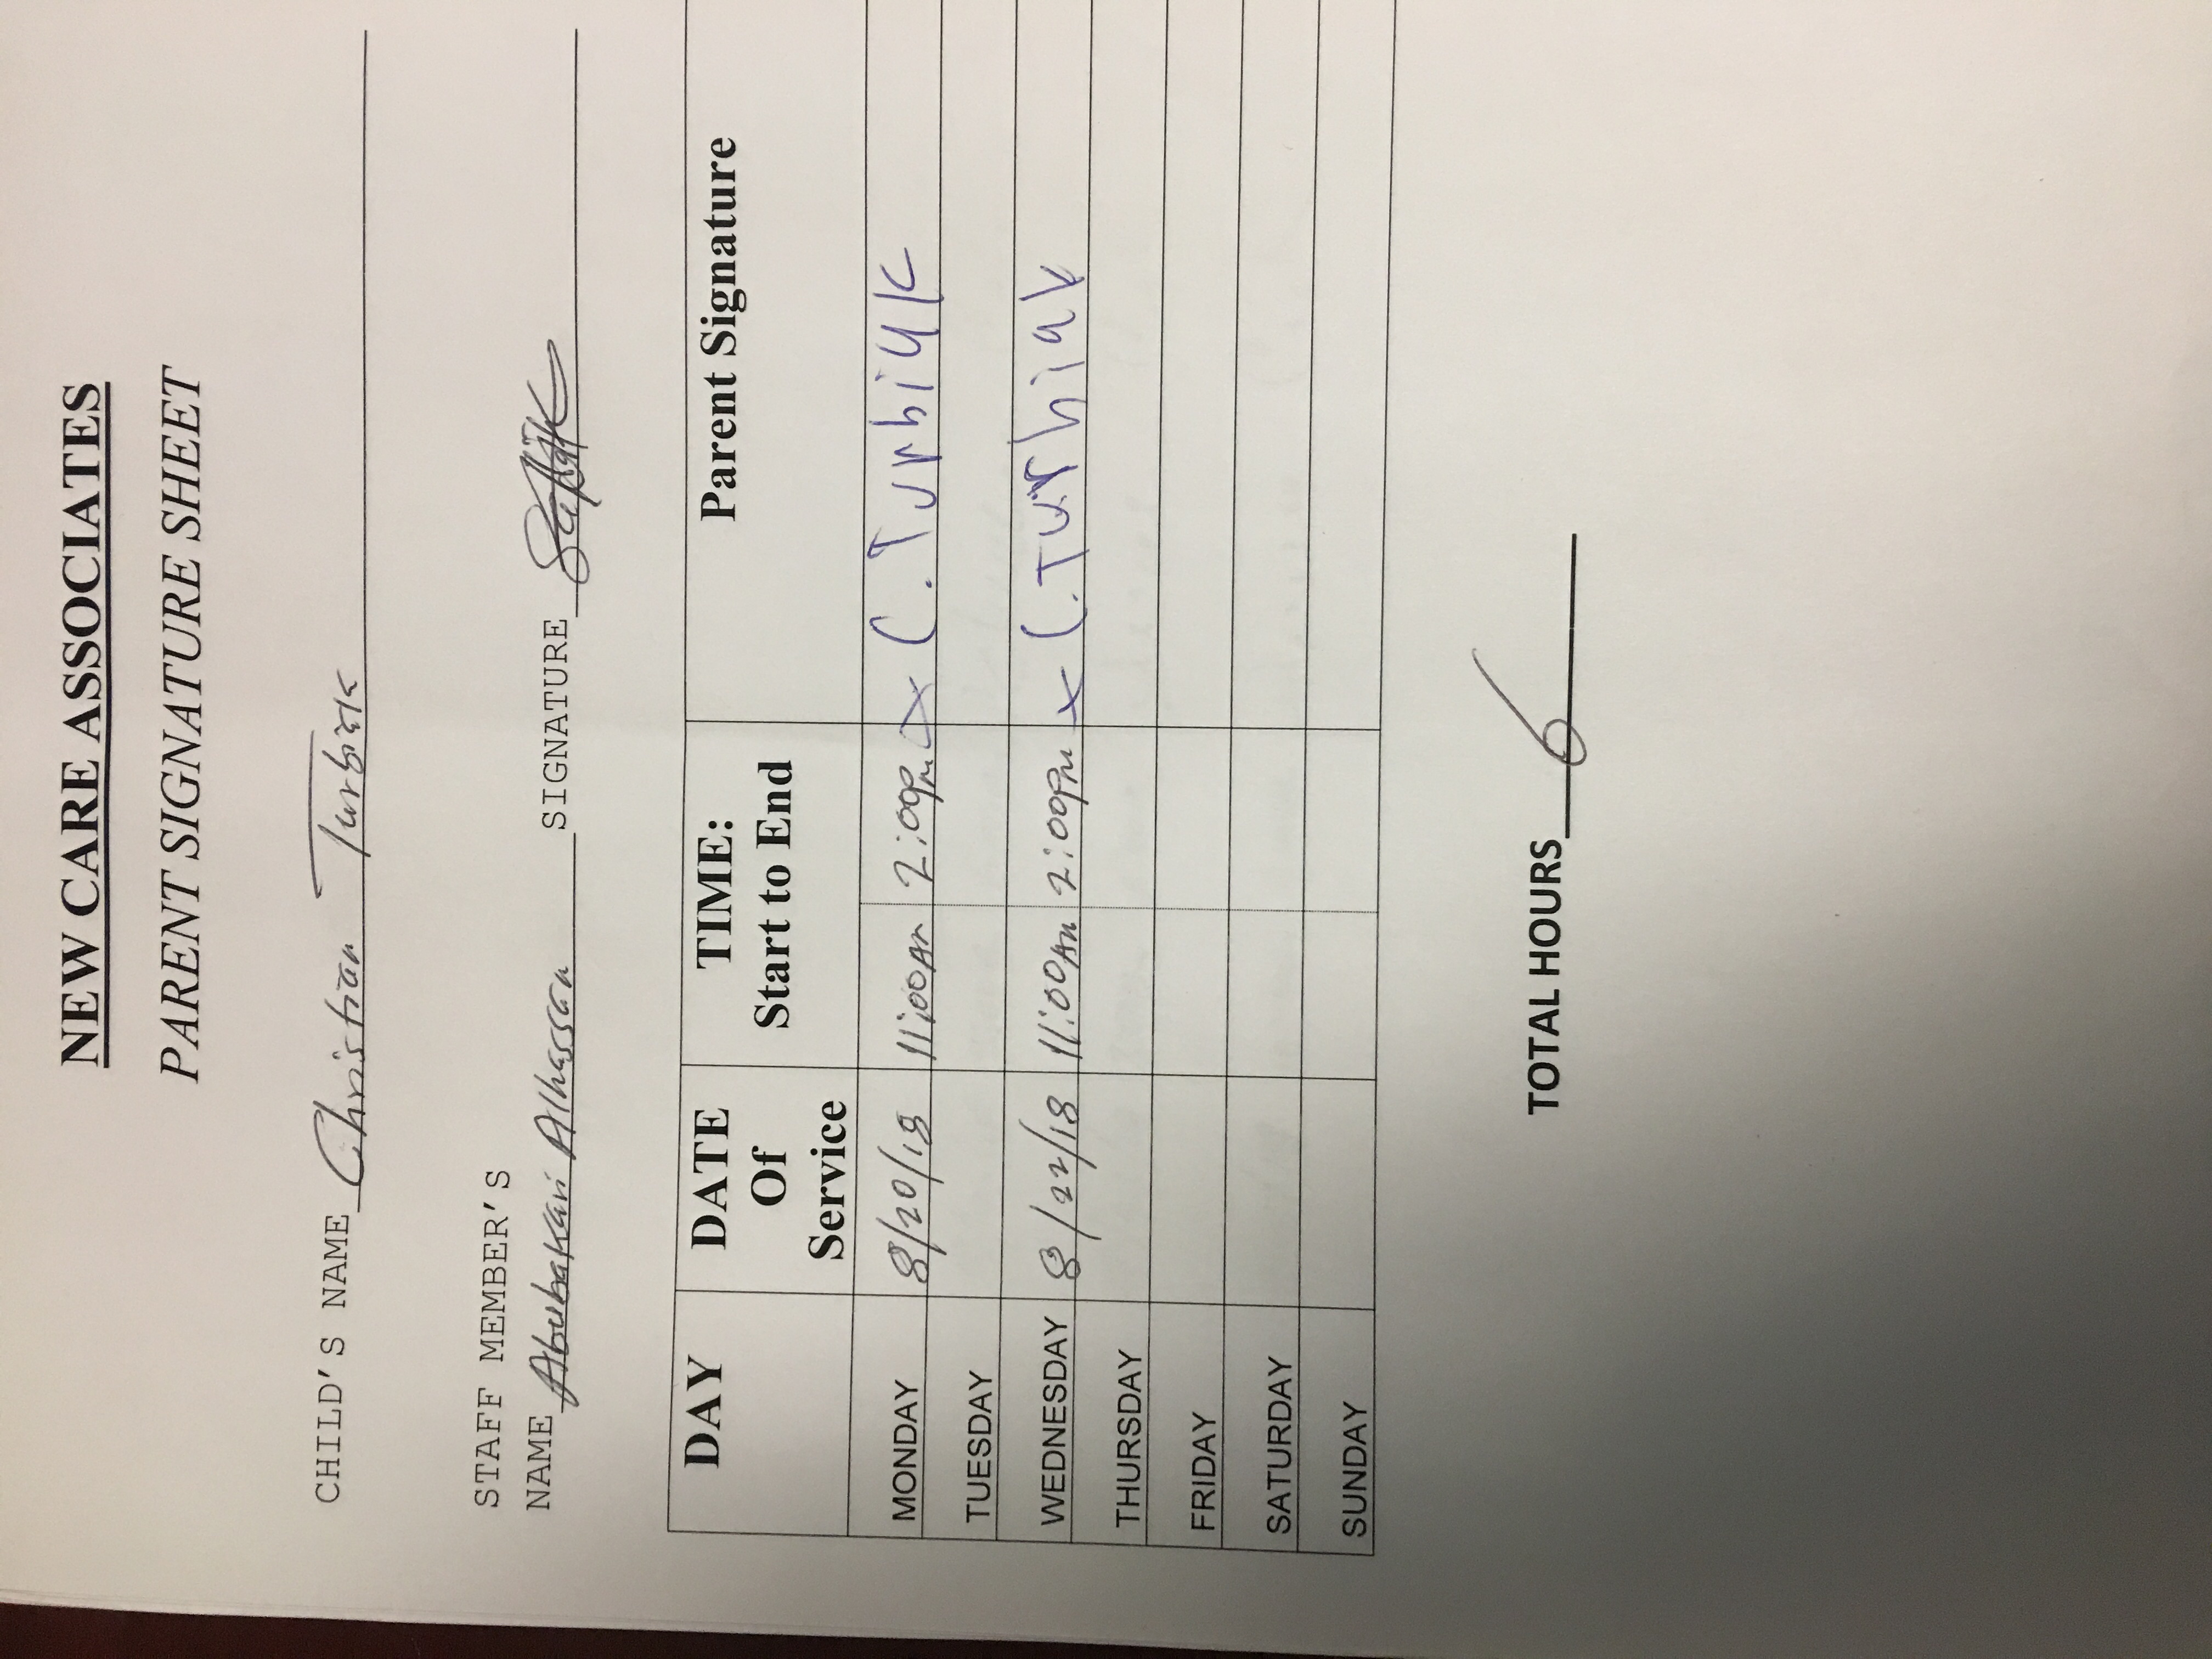 NEW CARE ASSOCIATES
PARENT SIGNATURE SHEET
CHILD'S NAME Christian Turbiak
STAFF MEMBER'S
NAME Abubakari Alhassan SIGNATURE
DAY DATE Of Service TIME: Start to End Parent Signature
MONDAY 8/20/18 11:00AM 2:00PM x C. Turbiak
TUESDAY
WEDNESDAY 8/22/18 11:00AM 2:00PM x C. Turbiak
THURSDAY
FRIDAY
SATURDAY
SUNDAY
TOTAL HOURS 6